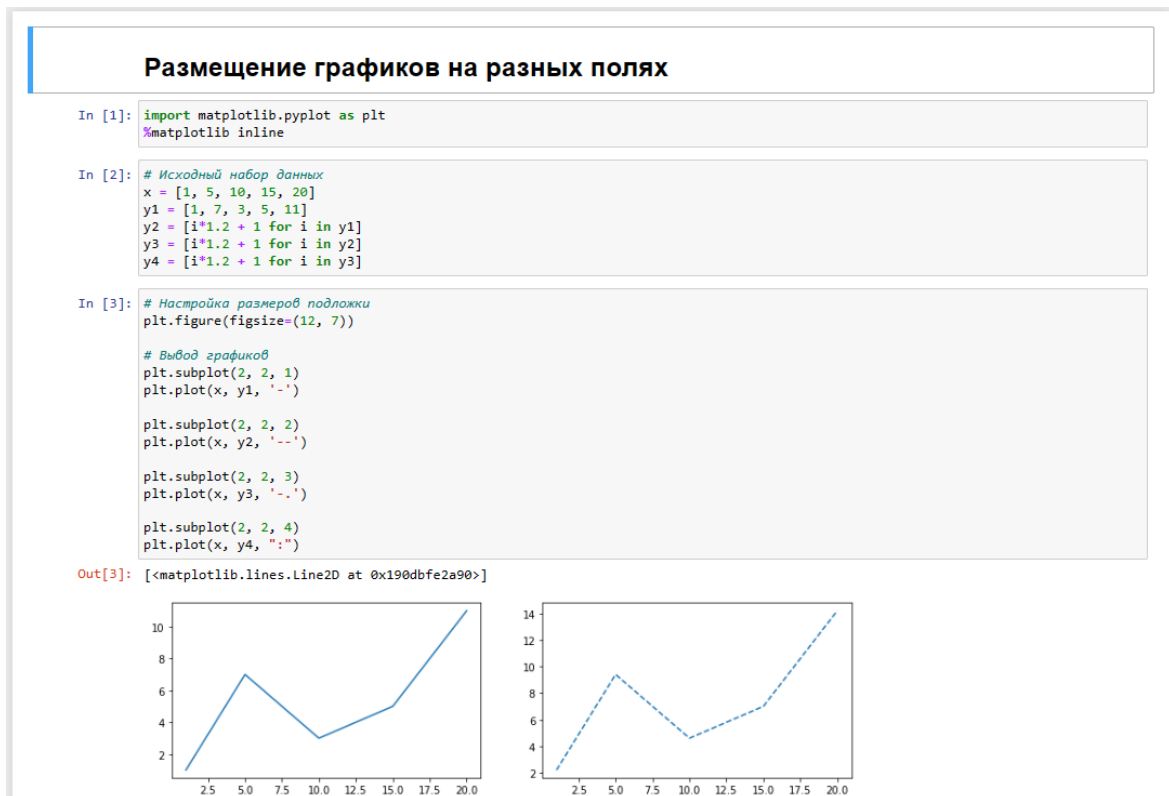 Размещение графиков на разных полях
In [1]: import matplotlib.pyplot as plt
%matplotlib inline
In [2]: # Исходный набор данных
x = [1, 5, 10, 15, 20]
y1 = [1, 7, 3, 5, 11]
y2 = [i*1.2 + 1 for i in y1]
y3 = [i*1.2 + 1 for i in y2]
y4 = [i*1.2 + 1 for i in y3]
In [3]: # Настройка размеров подложки
plt.figure(figsize=(12, 7))
# Вывод графиков
plt.subplot(2, 2, 1)
plt.plot(x, y1, '-')
plt.subplot(2, 2, 2)
plt.plot(x, y2, '--')
plt.subplot(2, 2, 3)
plt.plot(x, y3, '-.')
plt.subplot(2, 2, 4)
plt.plot(x, y4, ":")
Out[3]: [<matplotlib.lines.Line2D at 0x190dbfe2a90>]
10
8
6
4
2
2.5 5.0 7.5 10.0 12.5 15.0 17.5 20.0
14
12
10
8
6
4
2
2.5 5.0 7.5 10.0 12.5 15.0 17.5 20.0